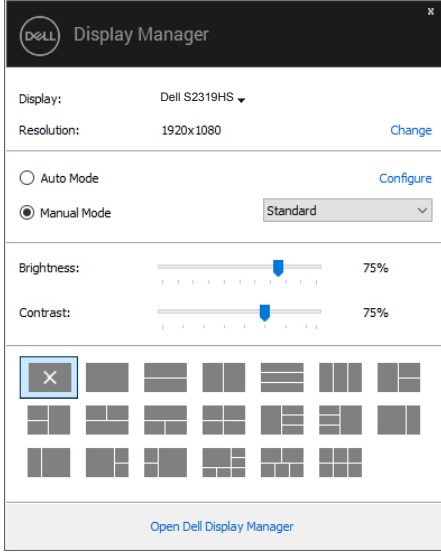 x
DELL Display Manager
Display: Dell S2319HS
Resolution: 1920x1080 Change
Auto Mode Configure
Manual Mode Standard
Brightness: 75%
Contrast: 75%
Open Dell Display Manager